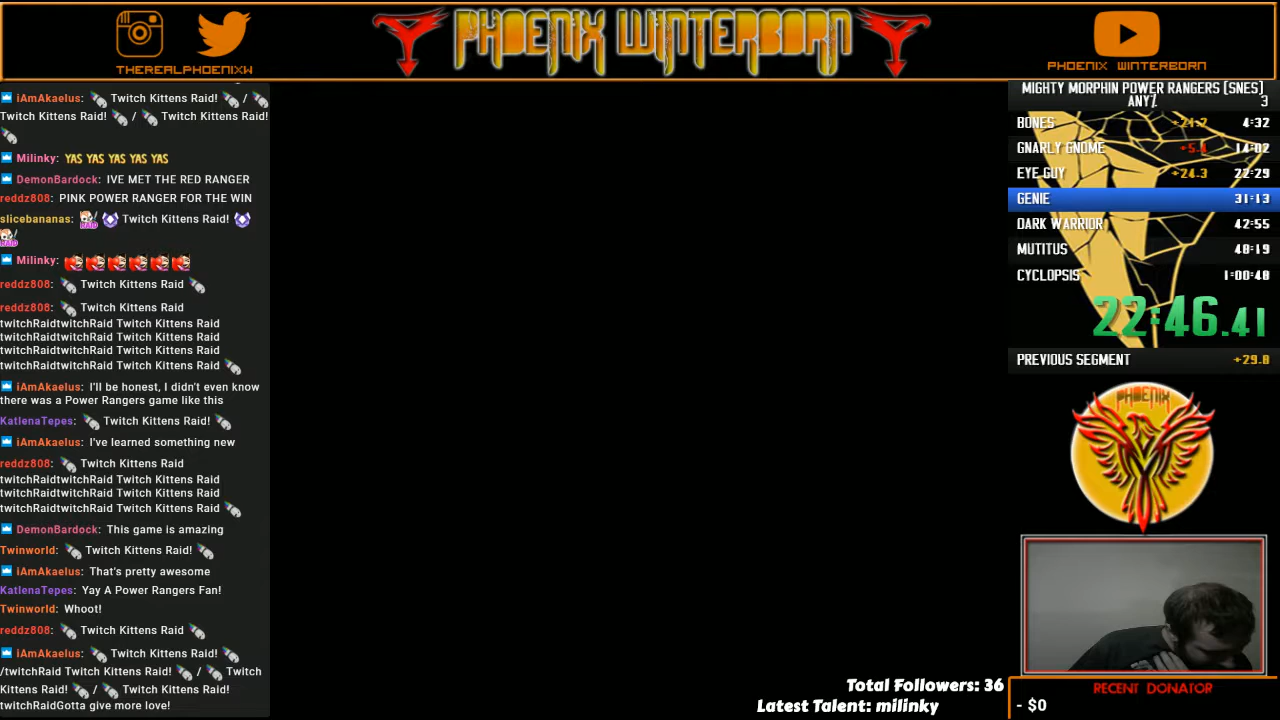 THEREALPHOENIXW
PHOENIX WINTERBORN
PHOENIX WINTERBORN
iAmAkaelus: Twitch Kittens Raid! /
Twitch Kittens Raid! / Twitch Kittens Raid!
Milinky: YAS YAS YAS YAS YAS
DemonBardock: IVE MET THE RED RANGER
reddz808: PINK POWER RANGER FOR THE WIN
slicebananas: RAID Twitch Kittens Raid!
RAID
Milinky:
reddz808: Twitch Kittens Raid
reddz808: Twitch Kittens Raid
twitchRaidtwitchRaid Twitch Kittens Raid
twitchRaidtwitchRaid Twitch Kittens Raid
twitchRaidtwitchRaid Twitch Kittens Raid
twitchRaidtwitchRaid Twitch Kittens Raid
iAmAkaelus: I'll be honest, I didn't even know
there was a Power Rangers game like this
KatlenaTepes: Twitch Kittens Raid!
iAmAkaelus: I've learned something new
reddz808: Twitch Kittens Raid
twitchRaidtwitchRaid Twitch Kittens Raid
twitchRaidtwitchRaid Twitch Kittens Raid
twitchRaidtwitchRaid Twitch Kittens Raid
DemonBardock: This game is amazing
Twinworld: Twitch Kittens Raid!
iAmAkaelus: That's pretty awesome
KatlenaTepes: Yay A Power Rangers Fan!
Twinworld: Whoot!
reddz808: Twitch Kittens Raid
iAmAkaelus: Twitch Kittens Raid!
/twitchRaid Twitch Kittens Raid! / Twitch
Kittens Raid! / Twitch Kittens Raid!
twitchRaidGotta give more love!
MIGHTY MORPHIN POWER RANGERS [SNES]
ANY% 3
BONES +21.2 4:32
GNARLY GNOME +5.4 14:02
EYE GUY +24.3 22:29
GENIE 31:13
DARK WARRIOR 42:55
MUTITUS 48:19
CYCLOPSIS 1:00:48
22:46.41
PREVIOUS SEGMENT +29.8
PHOENIX
Total Followers: 36
Latest Talent: milinky
RECENT DONATOR
- $0